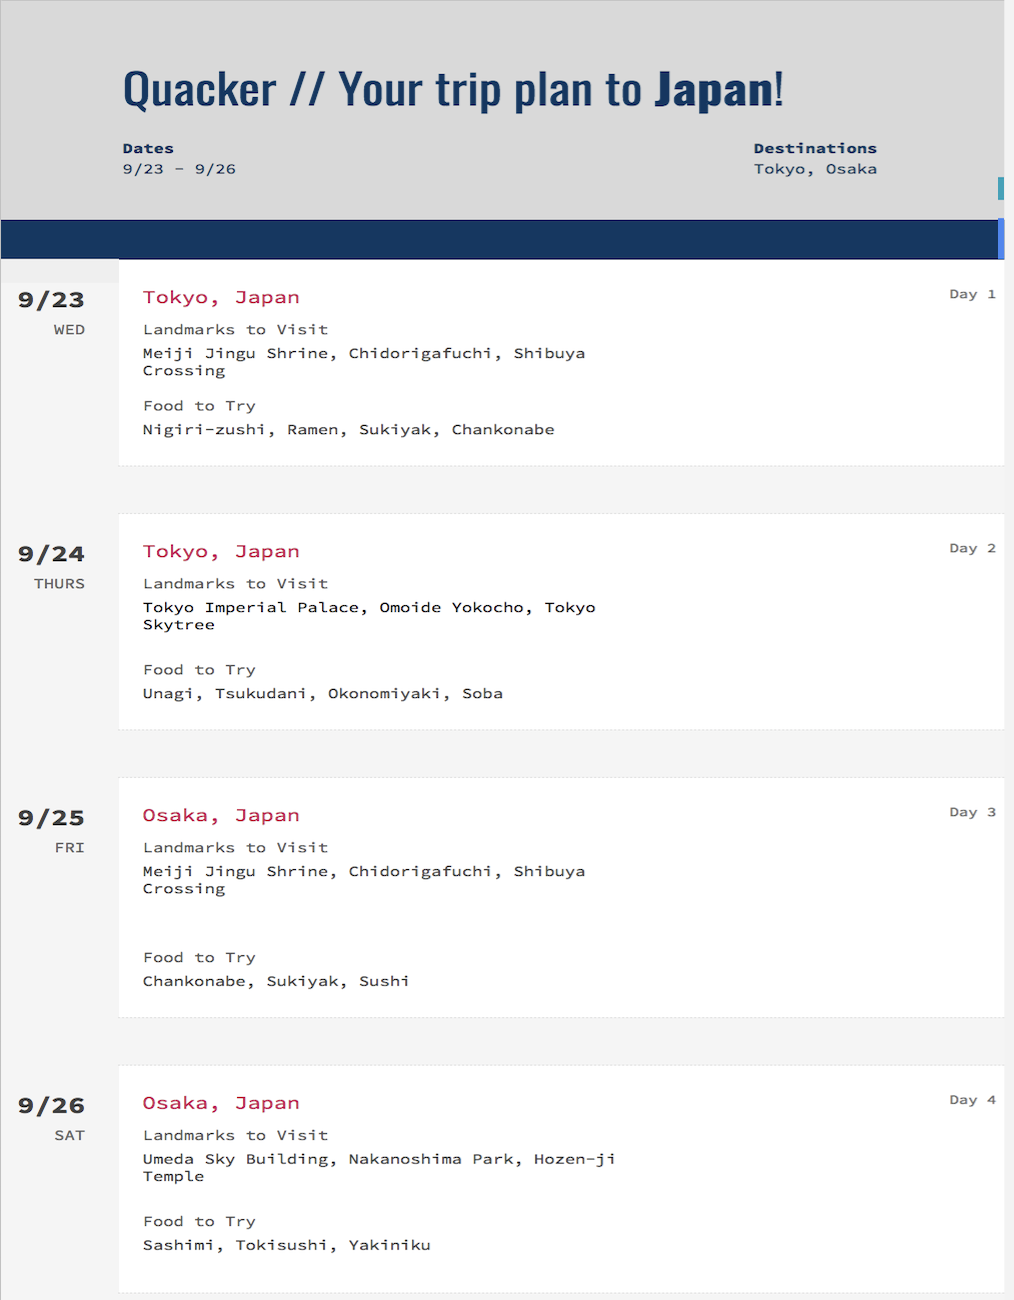 Quacker // Your trip plan to Japan!
Dates
9/23 - 9/26
Destinations
Tokyo, Osaka
9/23
WED
Tokyo, Japan
Day 1
Landmarks to Visit
Meiji Jingu Shrine, Chidorigafuchi, Shibuya
Crossing
Food to Try
Nigiri-zushi, Ramen, Sukiyak, Chankonabe
9/24
THURS
Tokyo, Japan
Day 2
Landmarks to Visit
Tokyo Imperial Palace, Omoide Yokocho, Tokyo
Skytree
Food to Try
Unagi, Tsukudani, Okonomiyaki, Soba
9/25
FRI
Osaka, Japan
Day 3
Landmarks to Visit
Meiji Jingu Shrine, Chidorigafuchi, Shibuya
Crossing
Food to Try
Chankonabe, Sukiyak, Sushi
9/26
SAT
Osaka, Japan
Day 4
Landmarks to Visit
Umeda Sky Building, Nakanoshima Park, Hozen-ji
Temple
Food to Try
Sashimi, Tokisushi, Yakiniku